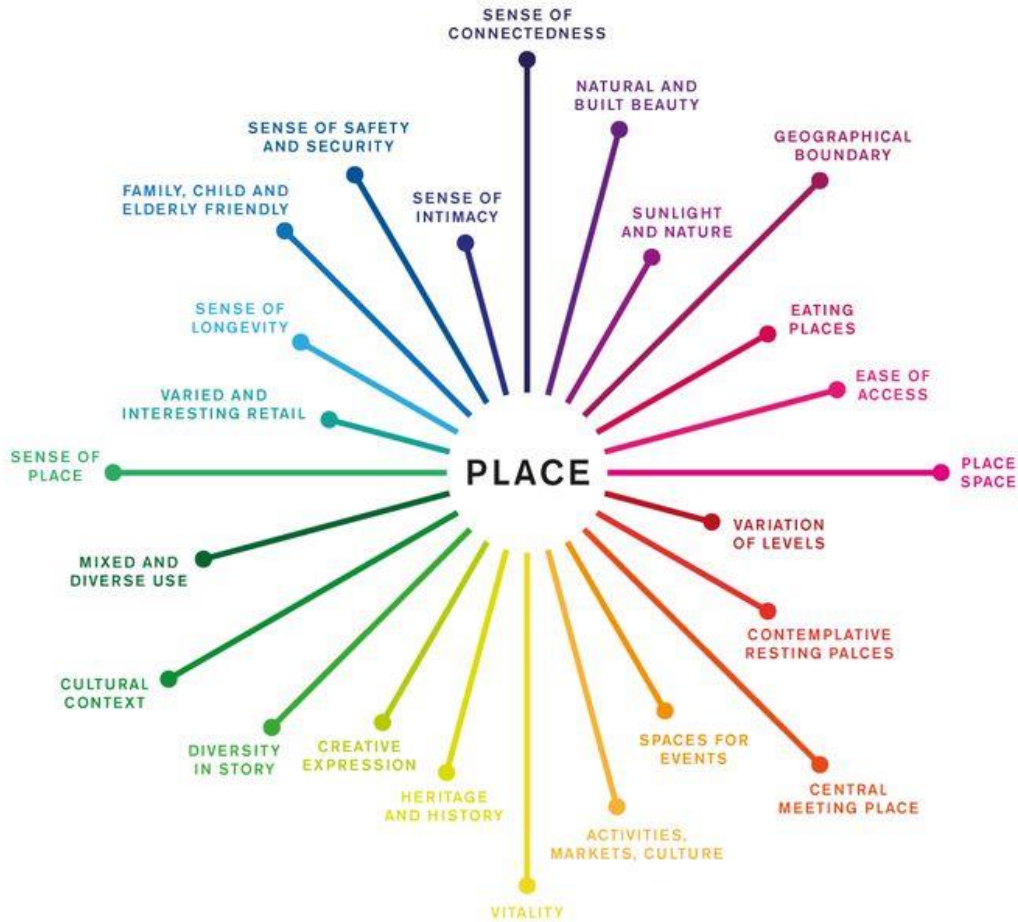 SENSE OF
CONNECTEDNESS
NATURAL AND
BUILT BEAUTY
GEOGRAPHICAL
BOUNDARY
SENSE OF SAFETY
AND SECURITY
FAMILY, CHILD AND
ELDERLY FRIENDLY
SENSE OF
INTIMACY
SUNLIGHT
AND NATURE
SENSE OF
LONGEVITY
EATING
PLACES
EASE OF
ACCESS
VARIED AND
INTERESTING RETAIL
SENSE OF
PLACE
PLACE
PLACE
SPACE
VARIATION
OF LEVELS
MIXED AND
DIVERSE USE
CONTEMPLATIVE
RESTING PALCES
CULTURAL
CONTEXT
DIVERSITY
IN STORY
CREATIVE
EXPRESSION
SPACES FOR
EVENTS
CENTRAL
MEETING PLACE
HERITAGE
AND HISTORY
ACTIVITIES,
MARKETS, CULTURE
VITALITY